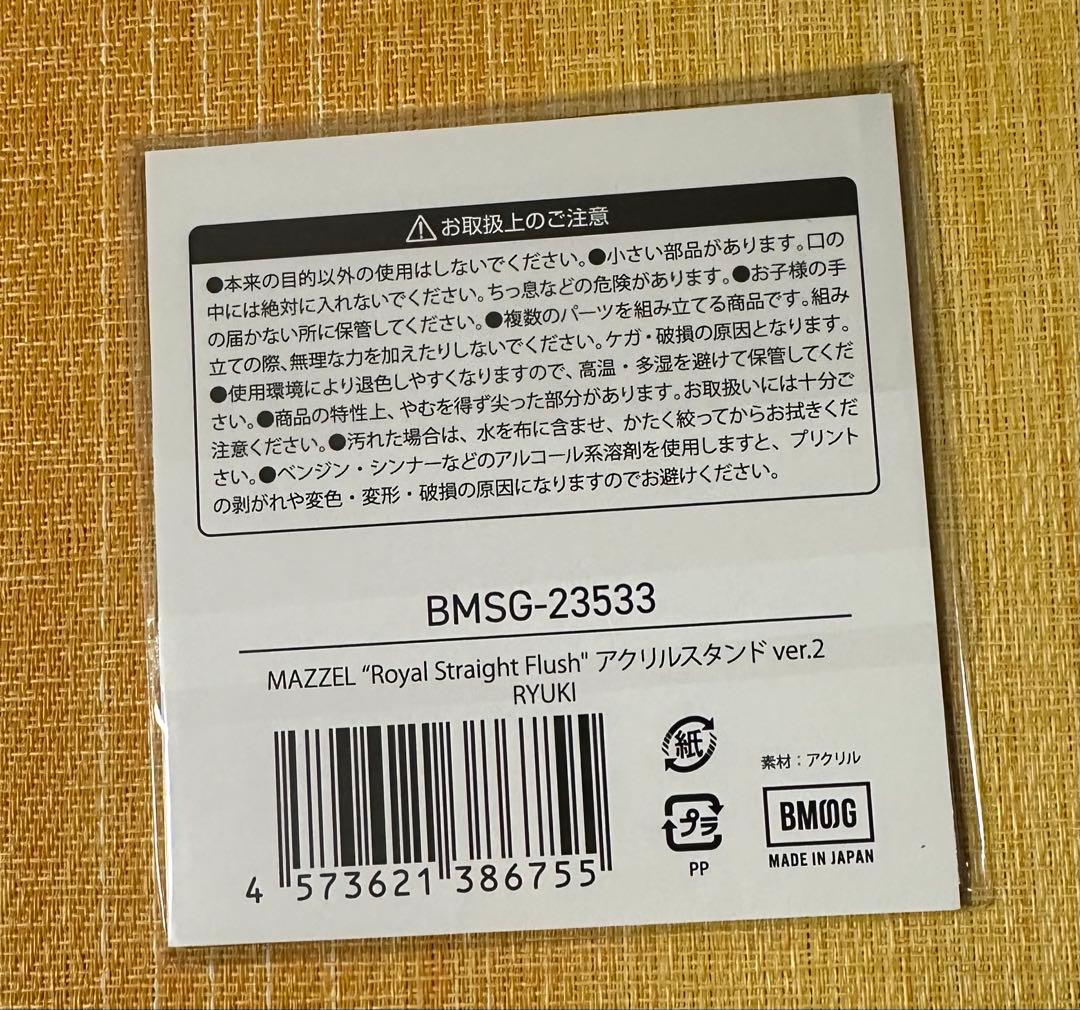 ⚠お取扱上のご注意
●本来の目的以外の使用はしないでください。●小さい部品があります。口の
中には絶対に入れないでください。ちっ息などの危険があります。●お子様の手
の届かない所に保管してください。●複数のパーツを組み立てる商品です。組み
立ての際、無理な力を加えたりしないでください。ケガ・破損の原因となります。
●使用環境により退色しやすくなりますので、高温・多湿を避けて保管してくだ
さい。●商品の特性上、やむを得ず尖った部分があります。お取扱いには十分ご
注意ください。●汚れた場合は、水を布に含ませ、かたく絞ってからお拭きくだ
さい。●ベンジン・シンナーなどのアルコール系溶剤を使用しますと、プリント
の剥がれや変色・変形・破損の原因になりますのでお避けください。
BMSG-23533
MAZZEL “Royal Straight Flush" アクリルスタンド ver.2
RYUKI
4 573621 386755
紙
プラ
PP
素材：アクリル
BMSG
MADE IN JAPAN